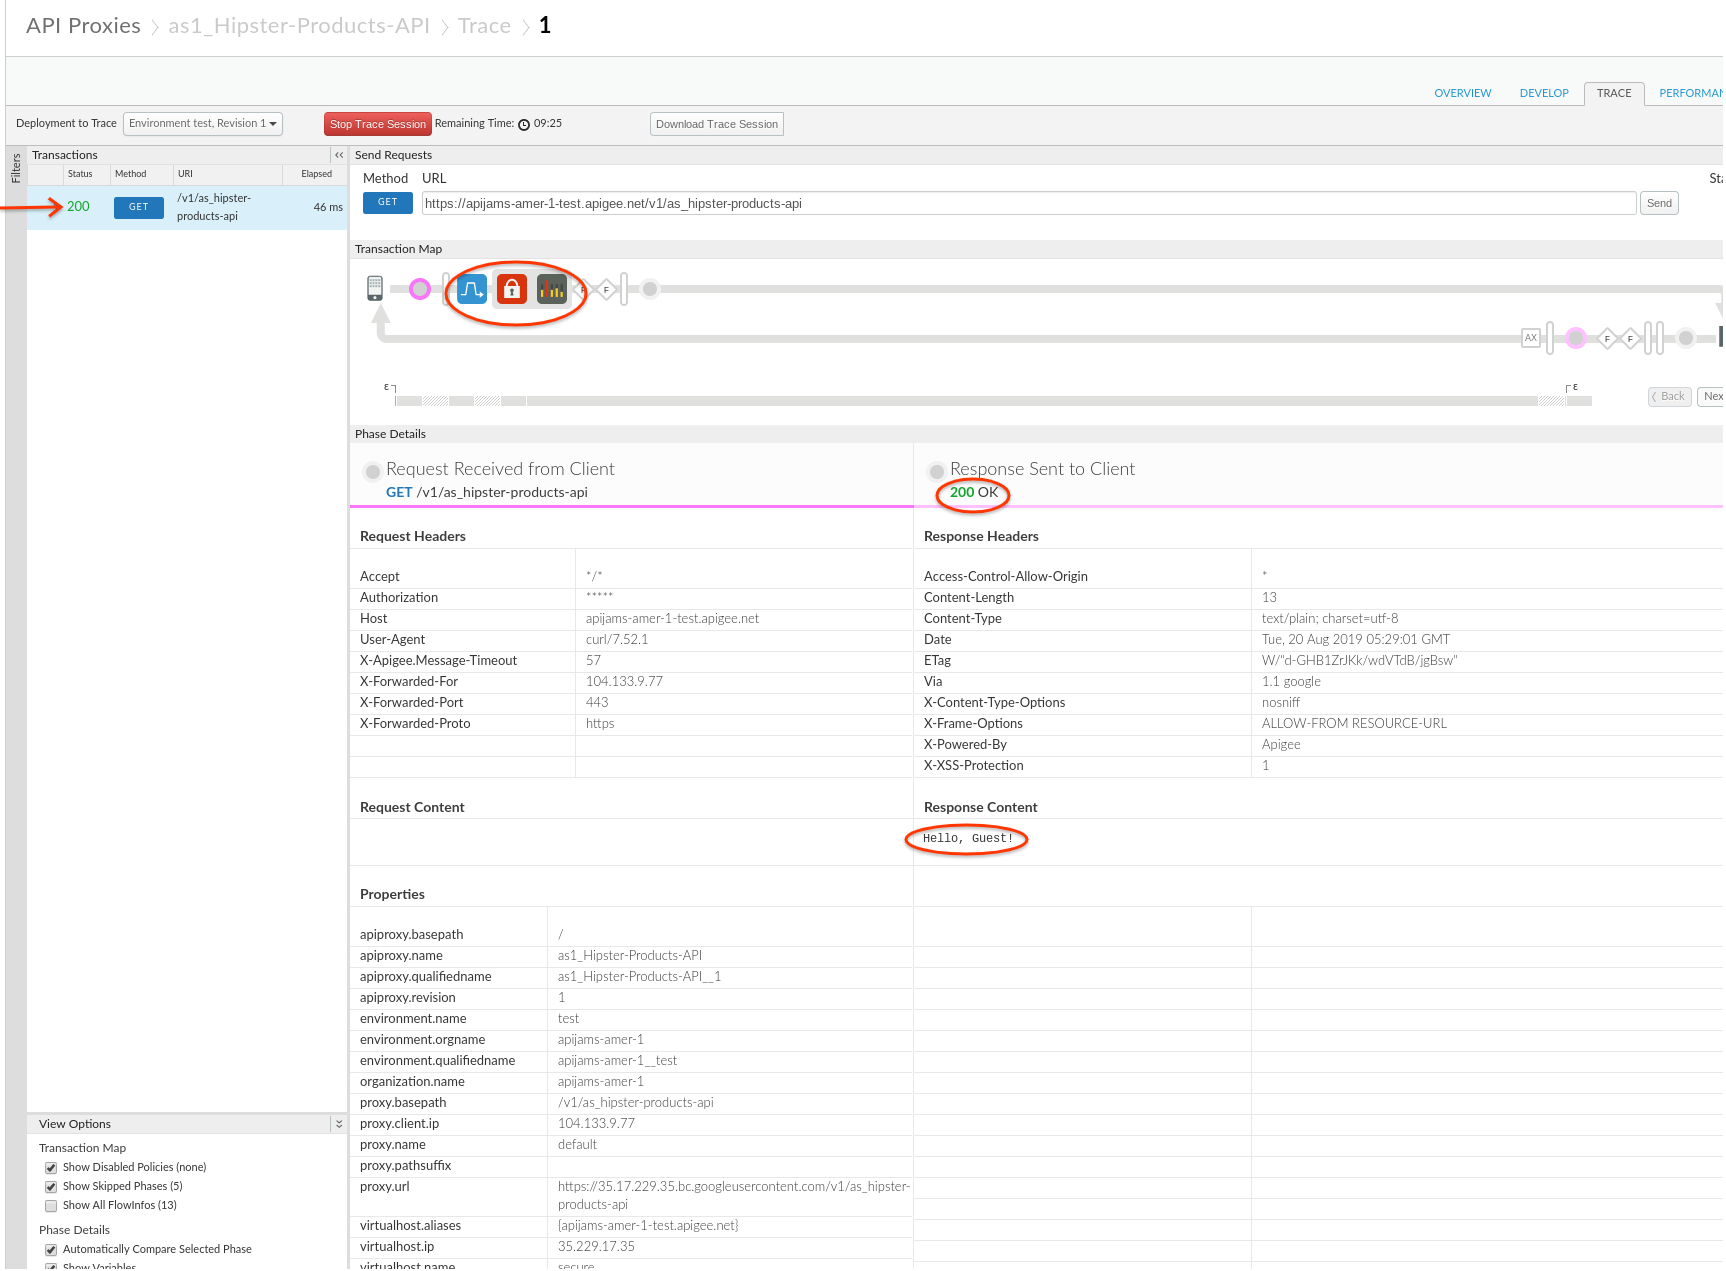 API Proxies as1_Hipster-Products-API Trace 1
OVERVIEW DEVELOP TRACE
Deployment to Trace Environment test, Revision 1 Stop Trace Session Remaining Time: 09:25 Download Trace Session
Filters
Transactions «
Status Method URI Elapsed
200 GET /v1/as_hipster-products-api 46 ms
Send Requests
Method URL
GET https://apijams-amer-1-test.apigee.net/v1/as_hipster-products-api Send
Transaction Map
F F
AX F F
ε ε
Back
Phase Details
Request Received from Client
GET /v1/as_hipster-products-api
Response Sent to Client
200 OK
Request Headers
Accept */*
Authorization *****
Host apijams-amer-1-test.apigee.net
User-Agent curl/7.52.1
X-Apigee.Message-Timeout 57
X-Forwarded-For 104.133.9.77
X-Forwarded-Port 443
X-Forwarded-Proto https
Response Headers
Access-Control-Allow-Origin *
Content-Length 13
Content-Type text/plain; charset=utf-8
Date Tue, 20 Aug 2019 05:29:01 GMT
ETag W/"d-GHB1ZrJKk/wdVTdB/jgBsw"
Via 1.1 google
X-Content-Type-Options nosniff
X-Frame-Options ALLOW-FROM RESOURCE-URL
X-Powered-By Apigee
X-XSS-Protection 1
Request Content
Response Content
Hello, Guest!
Properties
apiproxy.basepath /
apiproxy.name as1_Hipster-Products-API
apiproxy.qualifiedname as1_Hipster-Products-API__1
apiproxy.revision 1
environment.name test
environment.orgname apijams-amer-1
environment.qualifiedname apijams-amer-1__test
organization.name apijams-amer-1
proxy.basepath /v1/as_hipster-products-api
proxy.client.ip 104.133.9.77
proxy.name default
proxy.pathsuffix
proxy.url https://35.17.229.35.bc.googleusercontent.com/v1/as_hipster-
products-api
virtualhost.aliases {apijams-amer-1-test.apigee.net}
virtualhost.ip 35.229.17.35
virtualhost.name secure
View Options
Transaction Map
Show Disabled Policies (none)
Show Skipped Phases (5)
Show All FlowInfos (13)
Phase Details
Automatically Compare Selected Phase
Show Variables